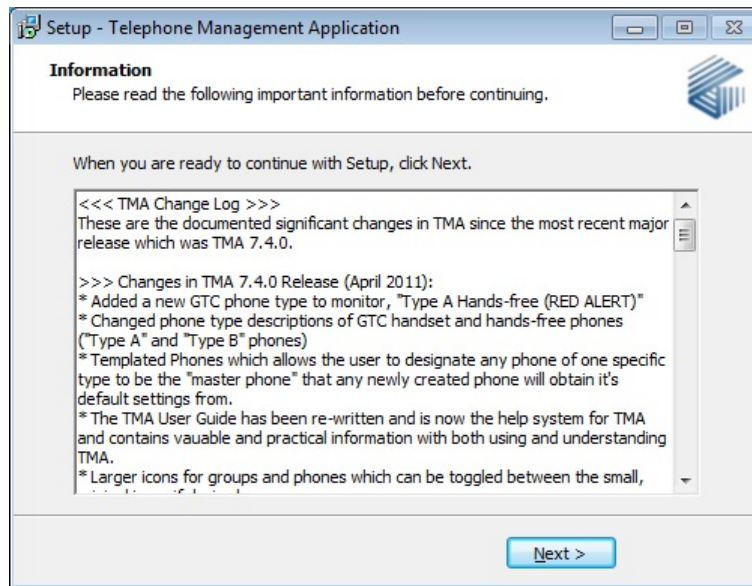 Setup - Telephone Management Application
Information
Please read the following important information before continuing.
When you are ready to continue with Setup, click Next.
<<< TMA Change Log >>>
These are the documented significant changes in TMA since the most recent major
release which was TMA 7.4.0.
>>> Changes in TMA 7.4.0 Release (April 2011):
* Added a new GTC phone type to monitor, "Type A Hands-free (RED ALERT)"
* Changed phone type descriptions of GTC handset and hands-free phones
("Type A" and "Type B" phones)
* Templated Phones which allows the user to designate any phone of one specific
type to be the "master phone" that any newly created phone will obtain it's
default settings from.
* The TMA User Guide has been re-written and is now the help system for TMA
and contains vauable and practical information with both using and understanding
TMA.
* Larger icons for groups and phones which can be toggled between the small,
Next >